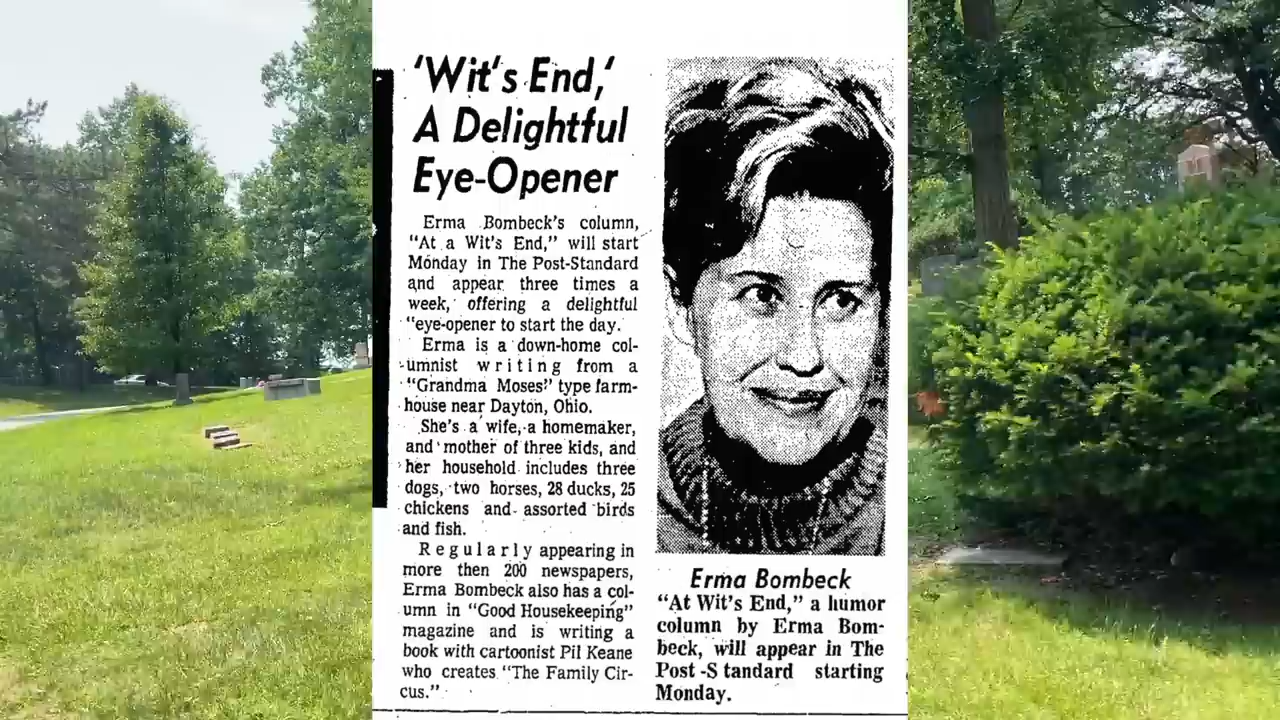 ‘Wit’s End,‘
A Delightful
Eye-Opener
Erma Bombeck's column,
“At a Wit's End,” will start
Monday in The Post-Standard
and appear three times a
week, offering a delightful
“eye-opener to start the day.
Erma is a down-home col-
umnist writing from a
“Grandma Moses” type farm-
house near Dayton, Ohio.
She's a wife, a homemaker,
and mother of three kids, and
her household includes three
dogs, two horses, 28 ducks, 25
chickens and assorted birds
and fish.
Regularly appearing in
more then 200 newspapers,
Erma Bombeck also has a col-
umn in “Good Housekeeping”
magazine and is writing a
book with cartoonist Pil Keane
who creates “The Family Cir-
cus.”
Erma Bombeck
“At Wit's End,” a humor
column by Erma Bom-
beck, will appear in The
Post -S tandard starting
Monday.